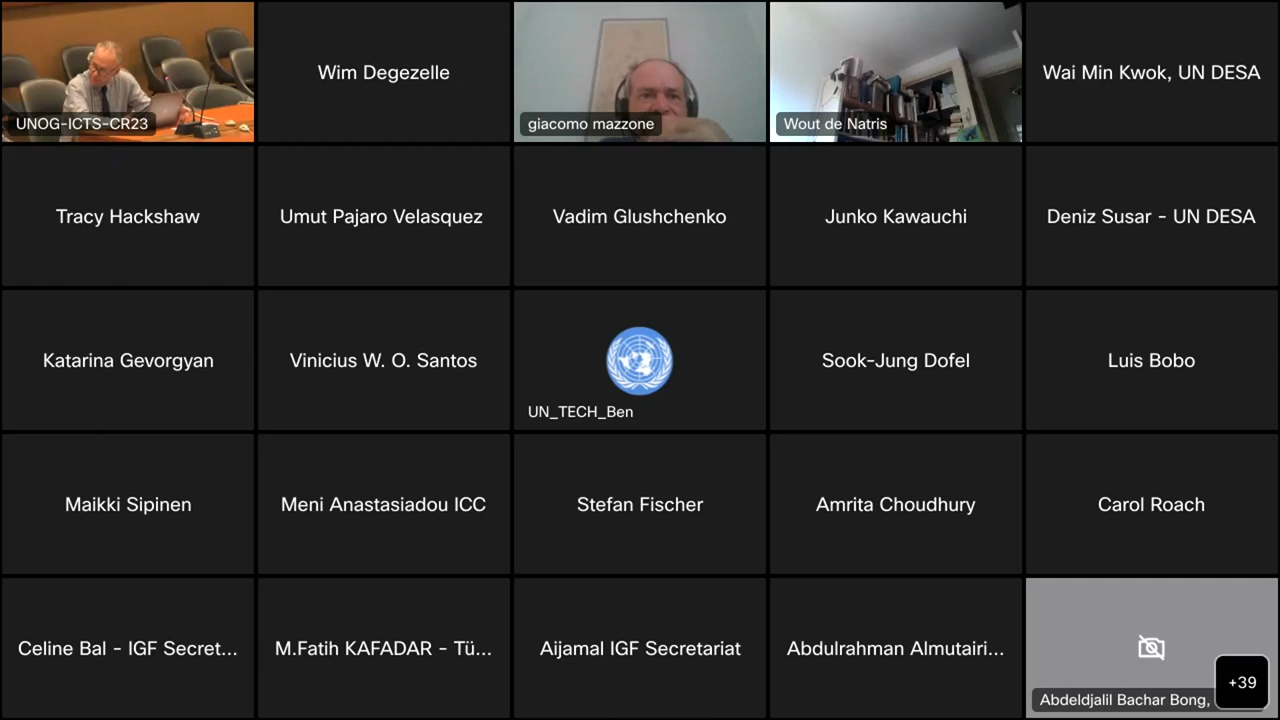 UNOG-ICTS-CR23
Wim Degezelle
giacomo mazzone
Wout de Natris
Wai Min Kwok, UN DESA
Tracy Hackshaw
Umut Pajaro Velasquez
Vadim Glushchenko
Junko Kawauchi
Deniz Susar - UN DESA
Katarina Gevorgyan
Vinicius W. O. Santos
UN_TECH_Ben
Sook-Jung Dofel
Luis Bobo
Maikki Sipinen
Meni Anastasiadou ICC
Stefan Fischer
Amrita Choudhury
Carol Roach
Celine Bal - IGF Secret...
M.Fatih KAFADAR - Tü...
Aijamal IGF Secretariat
Abdulrahman Almutairi...
Abdeldjalil Bachar Bong,
+39